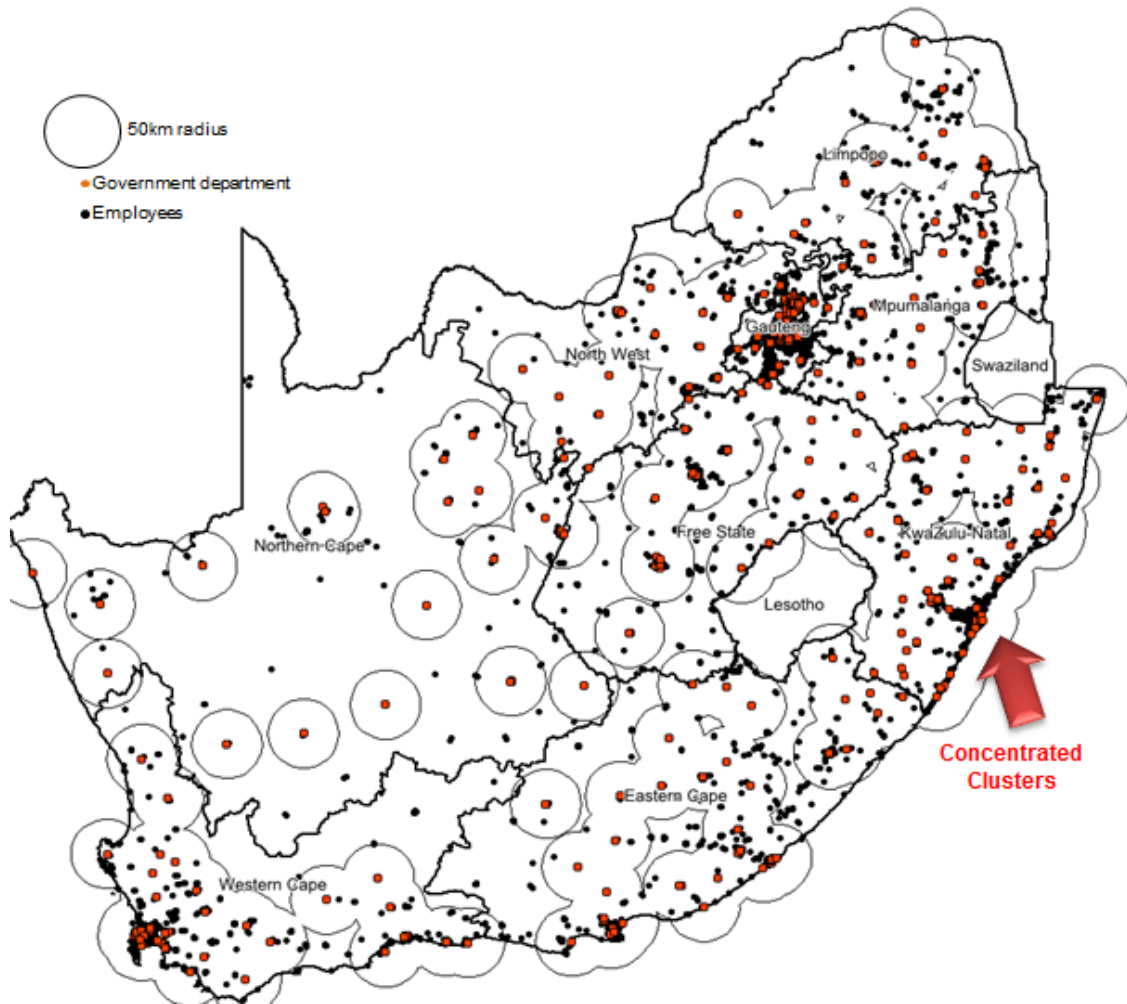 50km radius
Government department
Employees
Limpopo
Mpumalanga
Gauteng
North West
Swaziland
Northern Cape
Free State
KwaZulu-Natal
Lesotho
Concentrated
Clusters
Eastern Cape
Western Cape